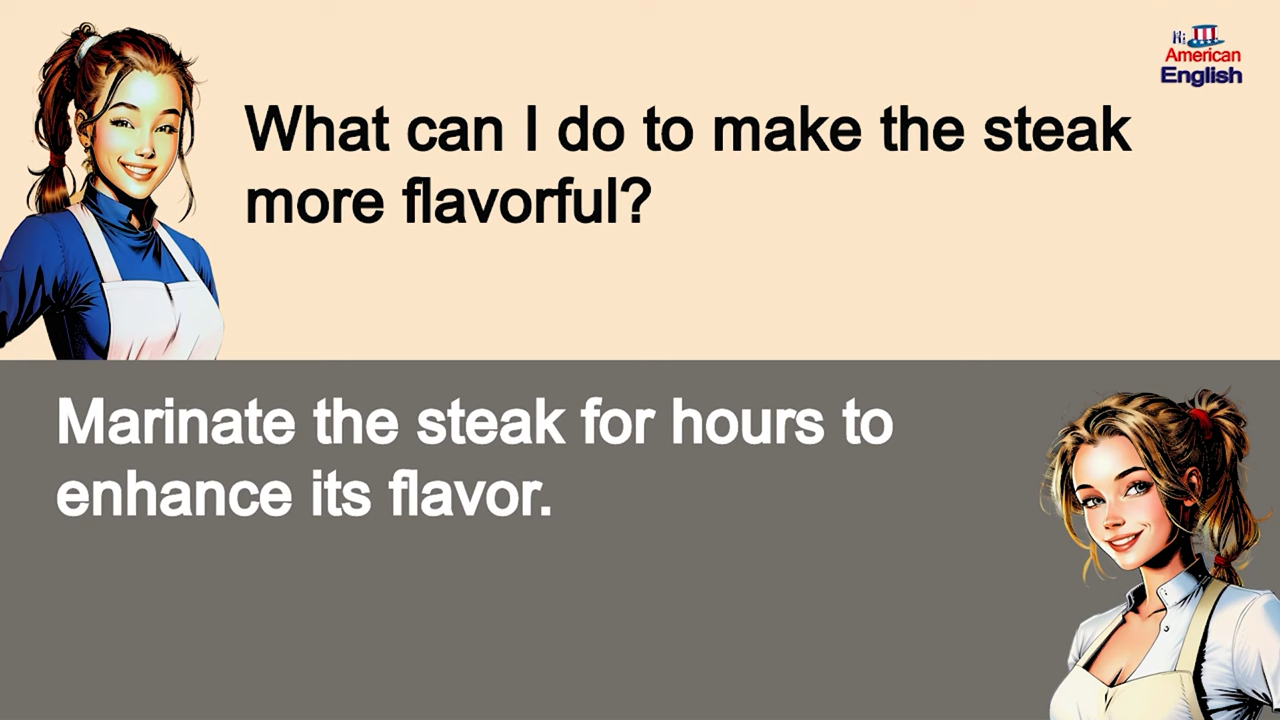 Hi
American
English
What can I do to make the steak
more flavorful?
Marinate the steak for hours to
enhance its flavor.